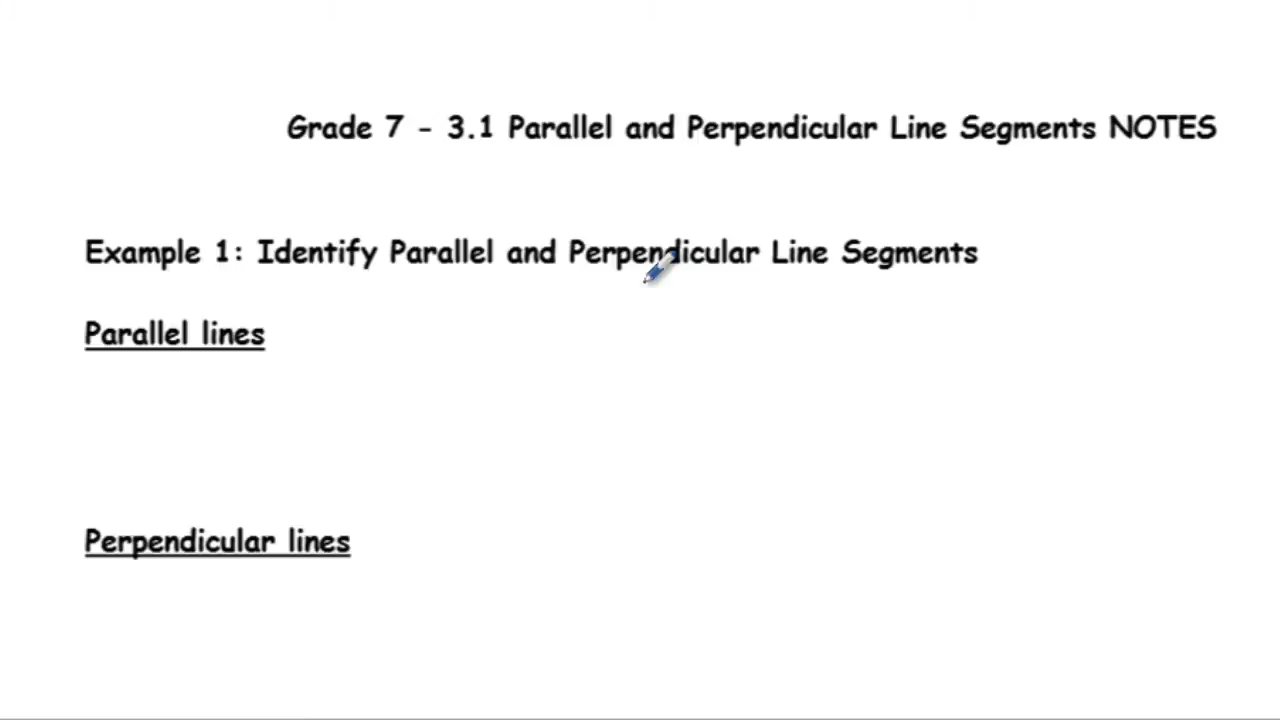 Grade 7 - 3.1 Parallel and Perpendicular Line Segments NOTES
Example 1: Identify Parallel and Perpendicular Line Segments
Parallel lines
Perpendicular lines